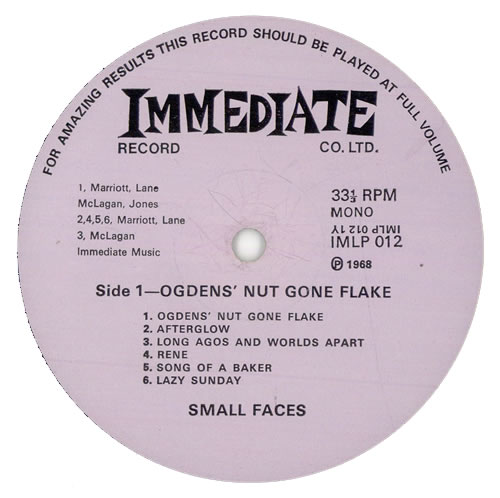 FOR AMAZING RESULTS THIS RECORD SHOULD BE PLAYED AT FULL VOLUME
IMMEDIATE
RECORD CO. LTD.
1, Marriott, Lane
McLagan, Jones
2,4,5,6, Marriott, Lane
3, McLagan
Immediate Music
33⅓ RPM
MONO
IMLP 012 1Y
IMLP 012
℗ 1968
Side 1—OGDENS' NUT GONE FLAKE
1. OGDENS' NUT GONE FLAKE
2. AFTERGLOW
3. LONG AGOS AND WORLDS APART
4. RENE
5. SONG OF A BAKER
6. LAZY SUNDAY
SMALL FACES